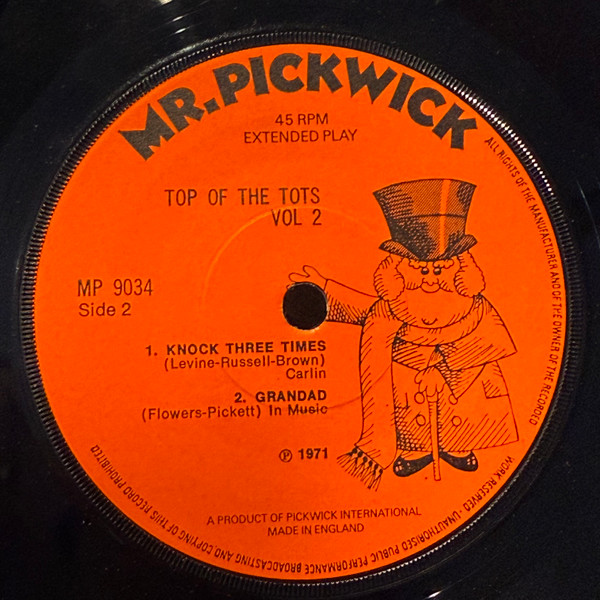 MR. PICKWICK
45 RPM
EXTENDED PLAY
TOP OF THE TOTS
VOL 2
MP 9034
Side 2
1. KNOCK THREE TIMES
(Levine-Russell-Brown)
Carlin
2. GRANDAD
(Flowers-Pickett) In Music
℗ 1971
A PRODUCT OF PICKWICK INTERNATIONAL
MADE IN ENGLAND
ALL RIGHTS OF THE MANUFACTURER AND OF THE OWNER OF THE RECORDED WORK RESERVED-UNAUTHORISED PUBLIC PERFORMANCE BROADCASTING AND COPYING OF THIS RECORD PROHIBITED